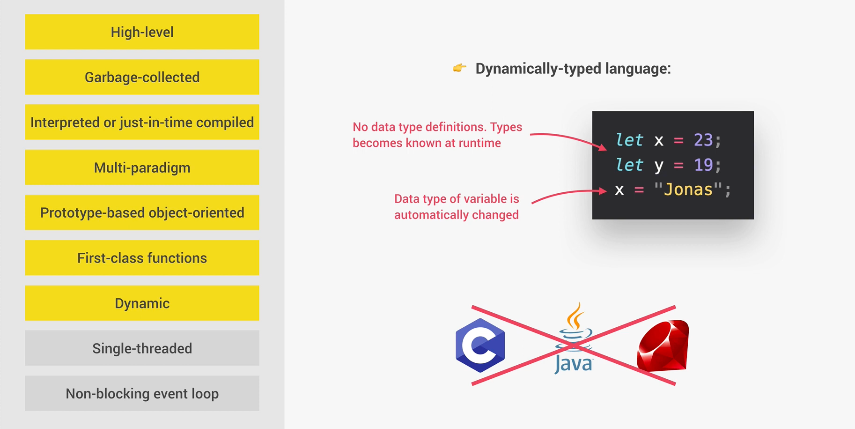 High-level
Garbage-collected
Interpreted or just-in-time compiled
Multi-paradigm
Prototype-based object-oriented
First-class functions
Dynamic
Single-threaded
Non-blocking event loop
Dynamically-typed language:
No data type definitions. Types
becomes known at runtime
Data type of variable is
automatically changed
let x = 23;
let y = 19;
x = "Jonas";
C
Java